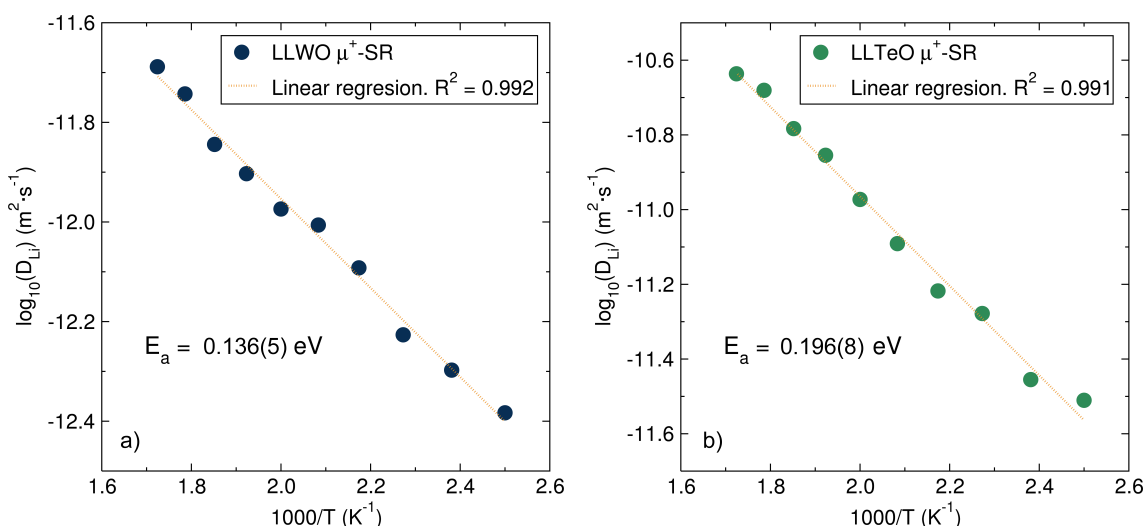 -11.6
-11.8
-12.0
-12.2
-12.4
log₁₀(D_Li) (m²·s⁻¹)
LLWO μ⁺-SR
Linear regresion. R² = 0.992
E_a = 0.136(5) eV
a)
1.6 1.8 2.0 2.2 2.4 2.6
1000/T (K⁻¹)
-10.6
-10.8
-11.0
-11.2
-11.4
-11.6
log₁₀(D_Li) (m²·s⁻¹)
LLTeO μ⁺-SR
Linear regresion. R² = 0.991
E_a = 0.196(8) eV
b)
1.6 1.8 2.0 2.2 2.4 2.6
1000/T (K⁻¹)